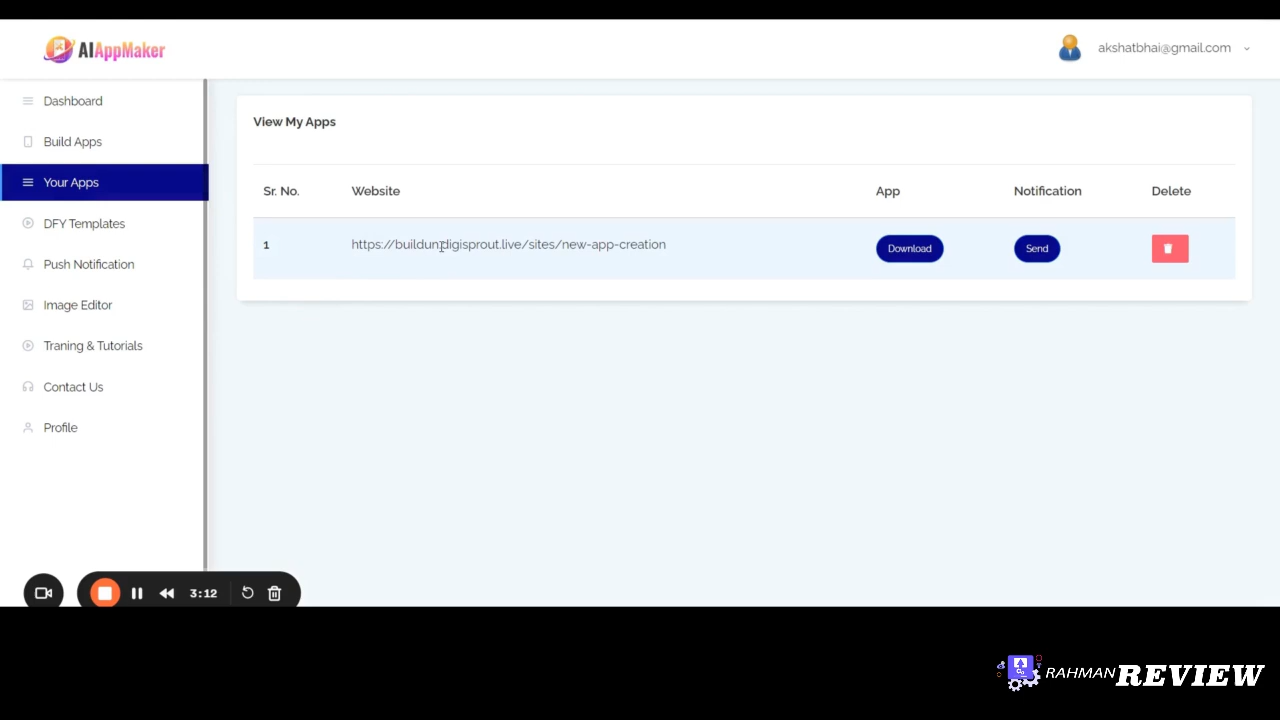 AIAppMaker
akshatbhai@gmail.com
Dashboard
Build Apps
Your Apps
DFY Templates
Push Notification
Image Editor
Traning & Tutorials
Contact Us
Profile
View My Apps
Sr. No. Website App Notification Delete
1 https://buildun.digisprout.live/sites/new-app-creation Download Send
3:12
RAHMAN REVIEW